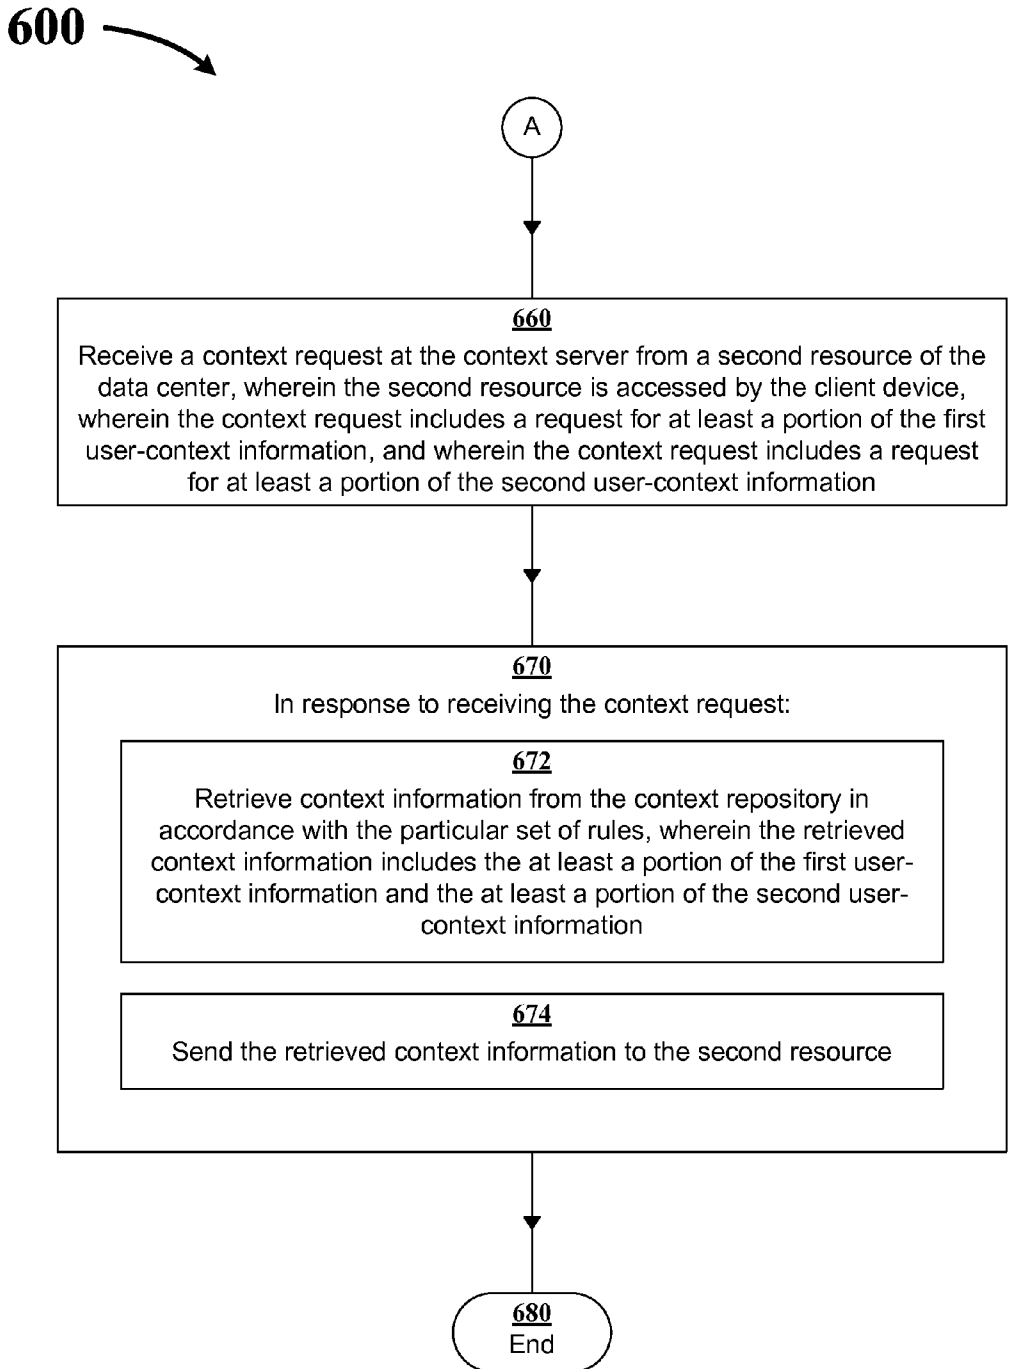 600
A
660
Receive a context request at the context server from a second resource of the
data center, wherein the second resource is accessed by the client device,
wherein the context request includes a request for at least a portion of the first
user-context information, and wherein the context request includes a request
for at least a portion of the second user-context information
670
In response to receiving the context request:
672
Retrieve context information from the context repository in
accordance with the particular set of rules, wherein the retrieved
context information includes the at least a portion of the first user-
context information and the at least a portion of the second user-
context information
674
Send the retrieved context information to the second resource
680
End